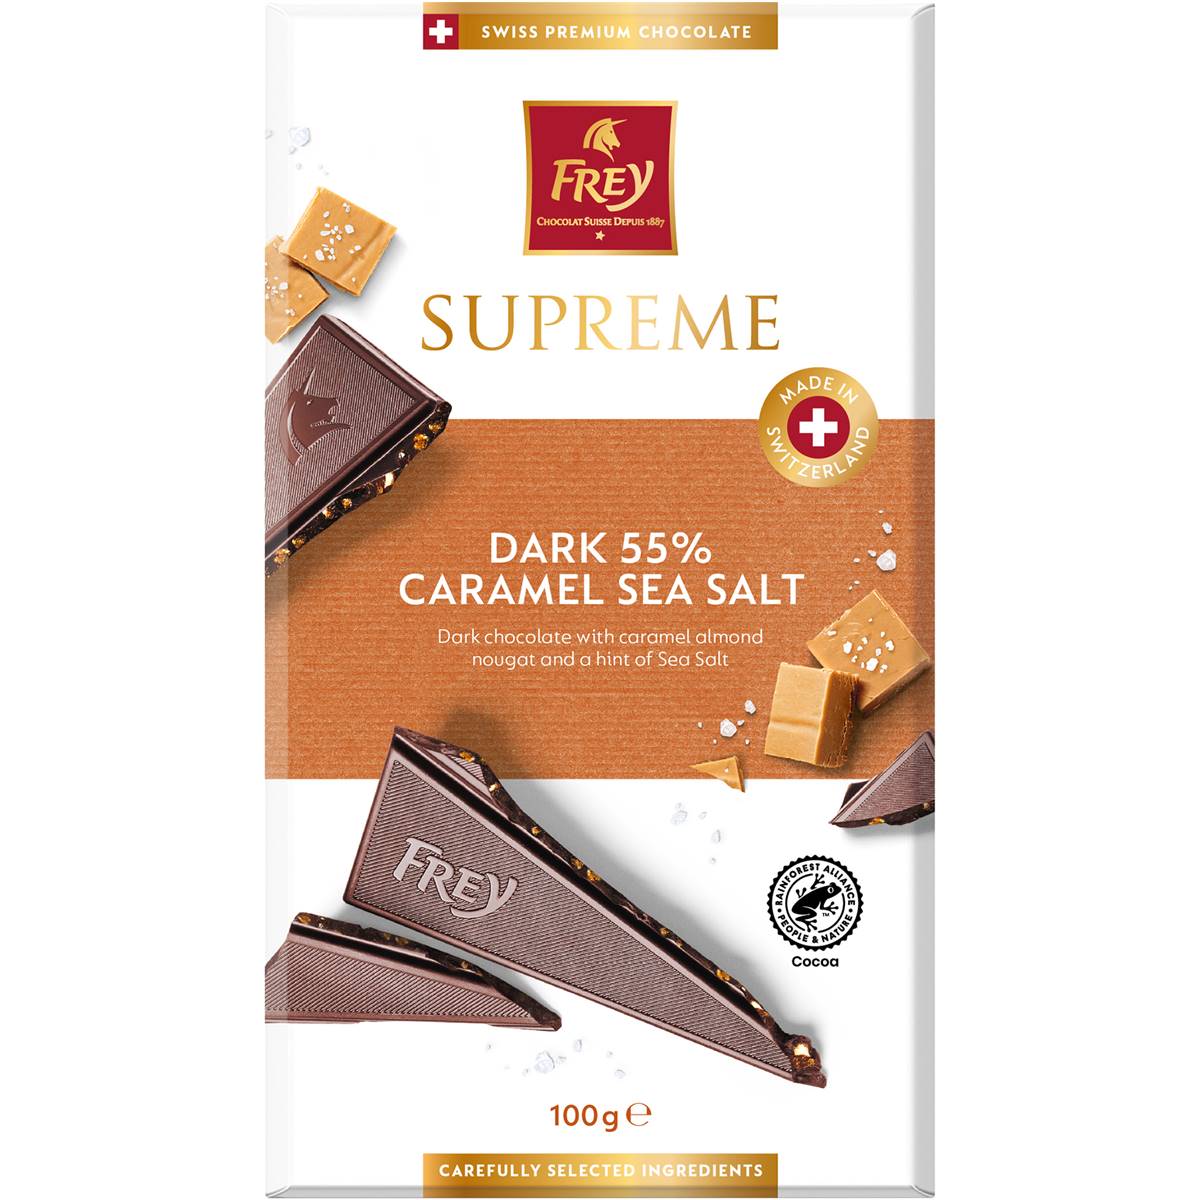 SWISS PREMIUM CHOCOLATE
FREY
CHOCOLAT SUISSE DEPUIS 1887
SUPREME
MADE IN
SWITZERLAND
DARK 55%
CARAMEL SEA SALT
Dark chocolate with caramel almond
nougat and a hint of Sea Salt
FREY
RAINFOREST ALLIANCE
PEOPLE & NATURE
TM
Cocoa
100g ℮
CAREFULLY SELECTED INGREDIENTS